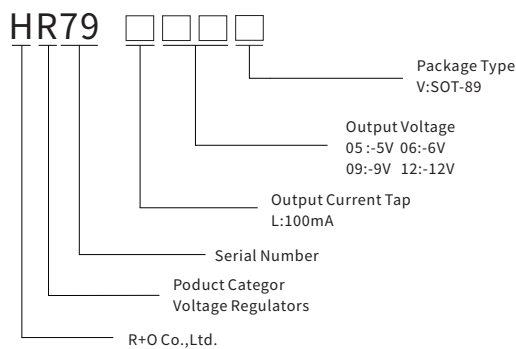 HR79 □ □ □ □
Package Type
V:SOT-89
Output Voltage
05:-5V 06:-6V
09:-9V 12:-12V
Output Current Tap
L:100mA
Serial Number
Poduct Categor
Voltage Regulators
R+O Co.,Ltd.